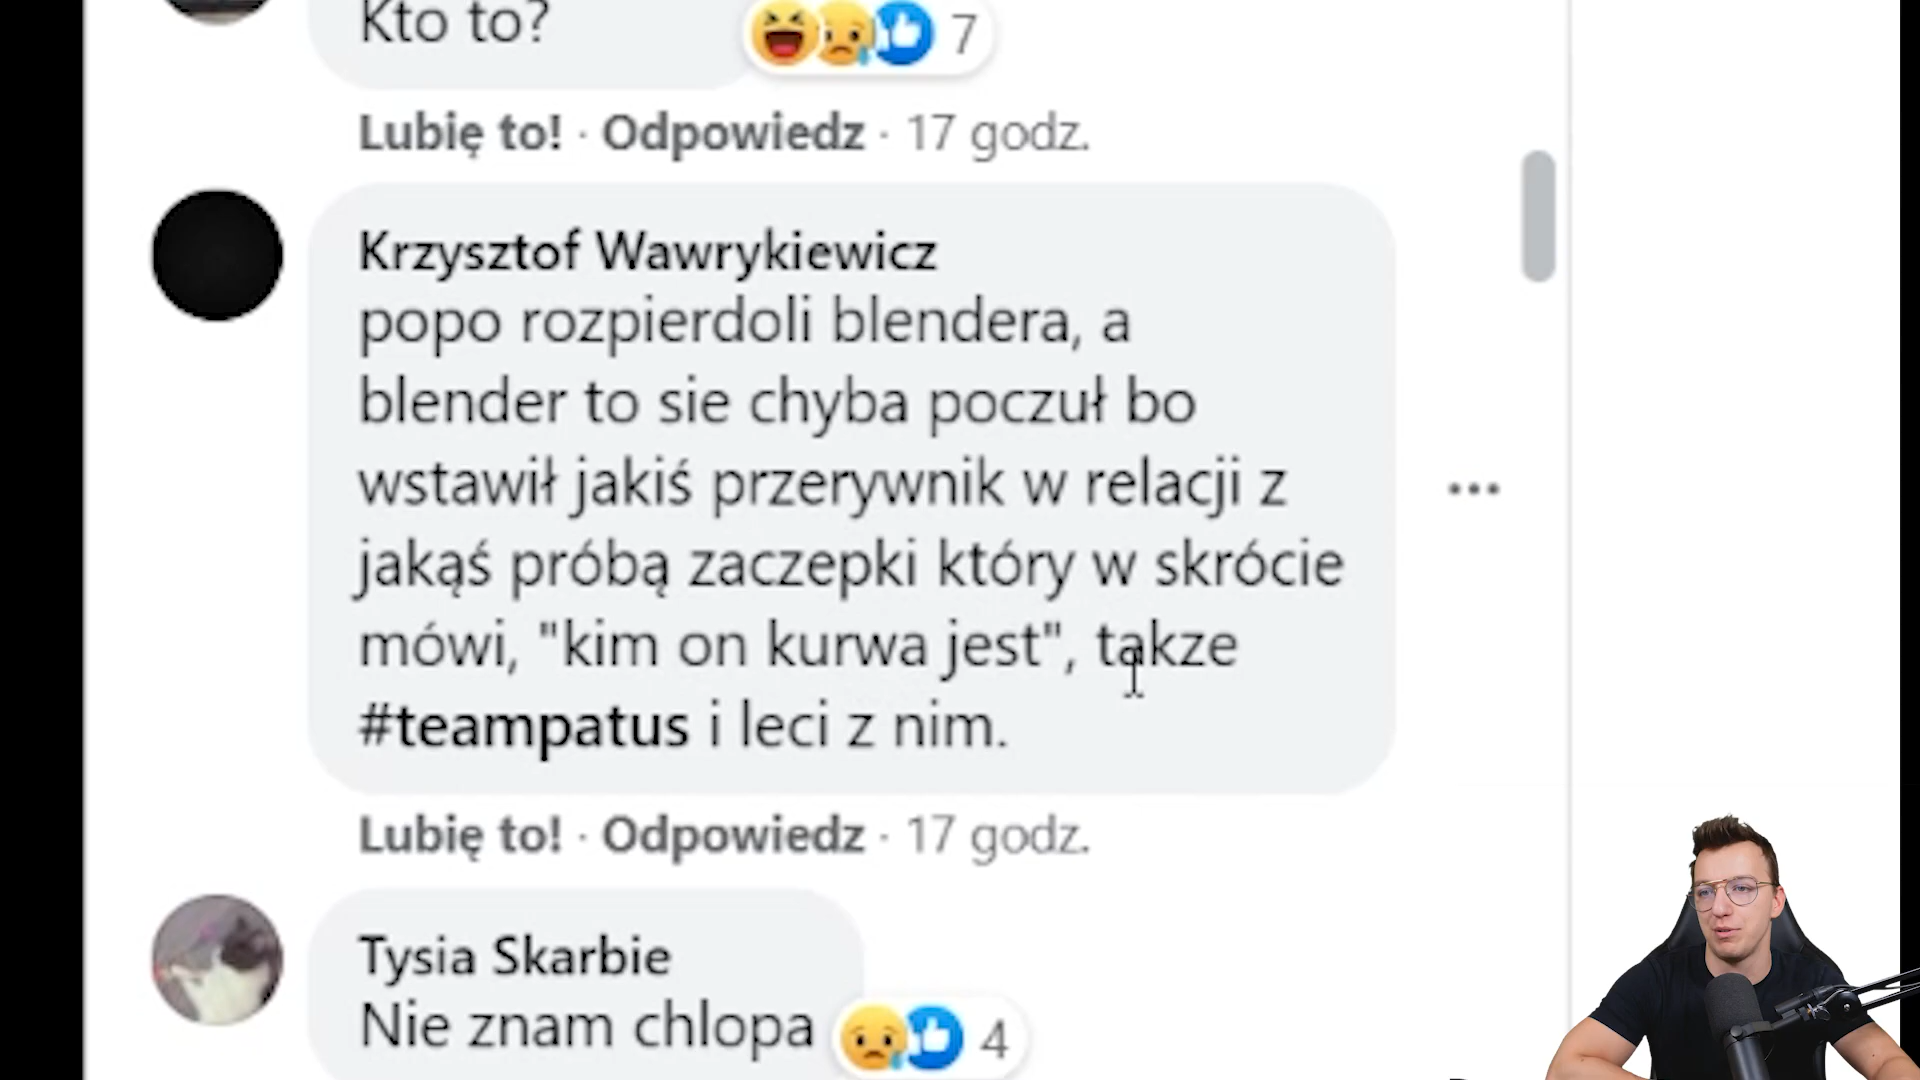 Kto to?
7
Lubię to! · Odpowiedz · 17 godz.
Krzysztof Wawrykiewicz
popo rozpierdoli blendera, a
blender to sie chyba poczuł bo
wstawił jakiś przerywnik w relacji z
jakąś próbą zaczepki który w skrócie
mówi, "kim on kurwa jest", takze
#teampatus i leci z nim.
Lubię to! · Odpowiedz · 17 godz.
Tysia Skarbie
Nie znam chlopa
4